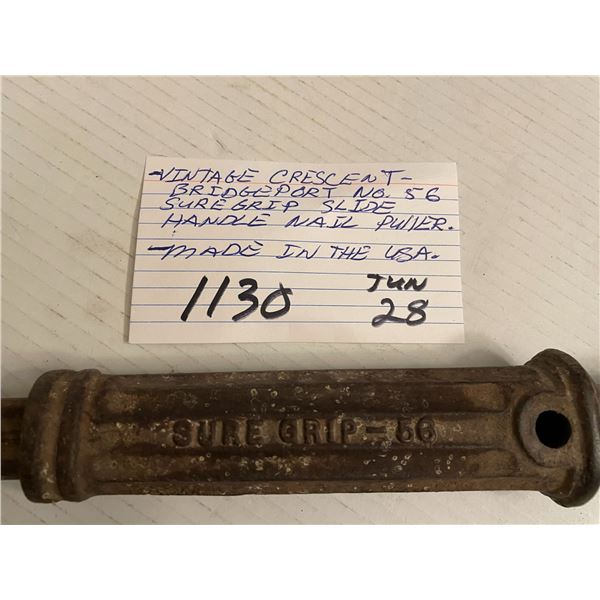 -VINTAGE CRESCENT-
BRIDGEPORT NO. 56
SUREGRIP SLIDE
HANDLE NAIL PULLER.
-MADE IN THE USA.
1130 JUN
28
SURE GRIP-56